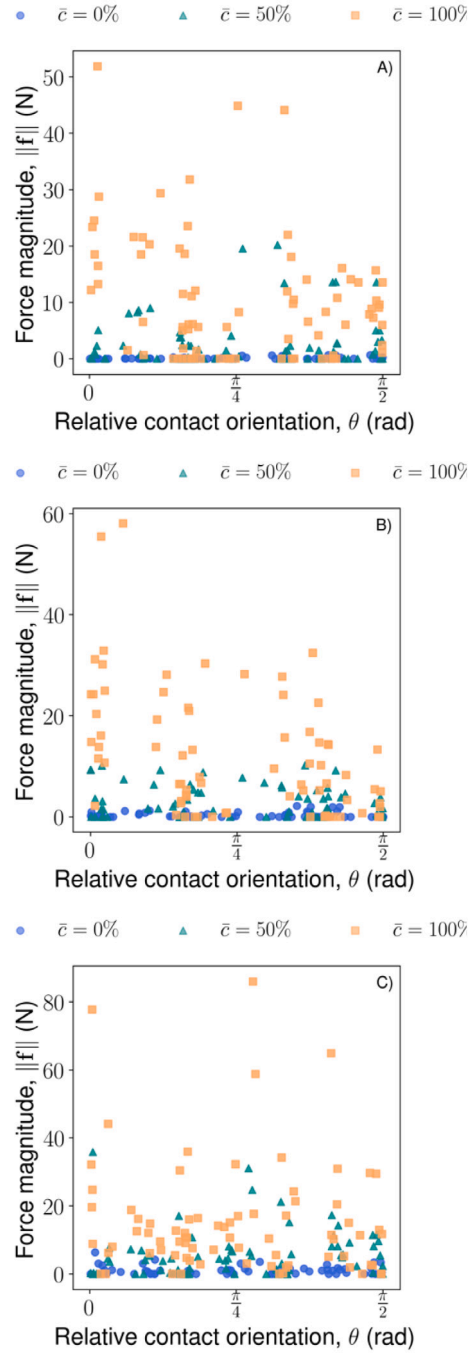 c̄ = 0% c̄ = 50% c̄ = 100%
A)
50
40
30
20
10
0
Force magnitude, ||f|| (N)
0 π/4 π/2
Relative contact orientation, θ (rad)
c̄ = 0% c̄ = 50% c̄ = 100%
B)
60
40
20
0
Force magnitude, ||f|| (N)
0 π/4 π/2
Relative contact orientation, θ (rad)
c̄ = 0% c̄ = 50% c̄ = 100%
C)
80
60
40
20
0
Force magnitude, ||f|| (N)
0 π/4 π/2
Relative contact orientation, θ (rad)